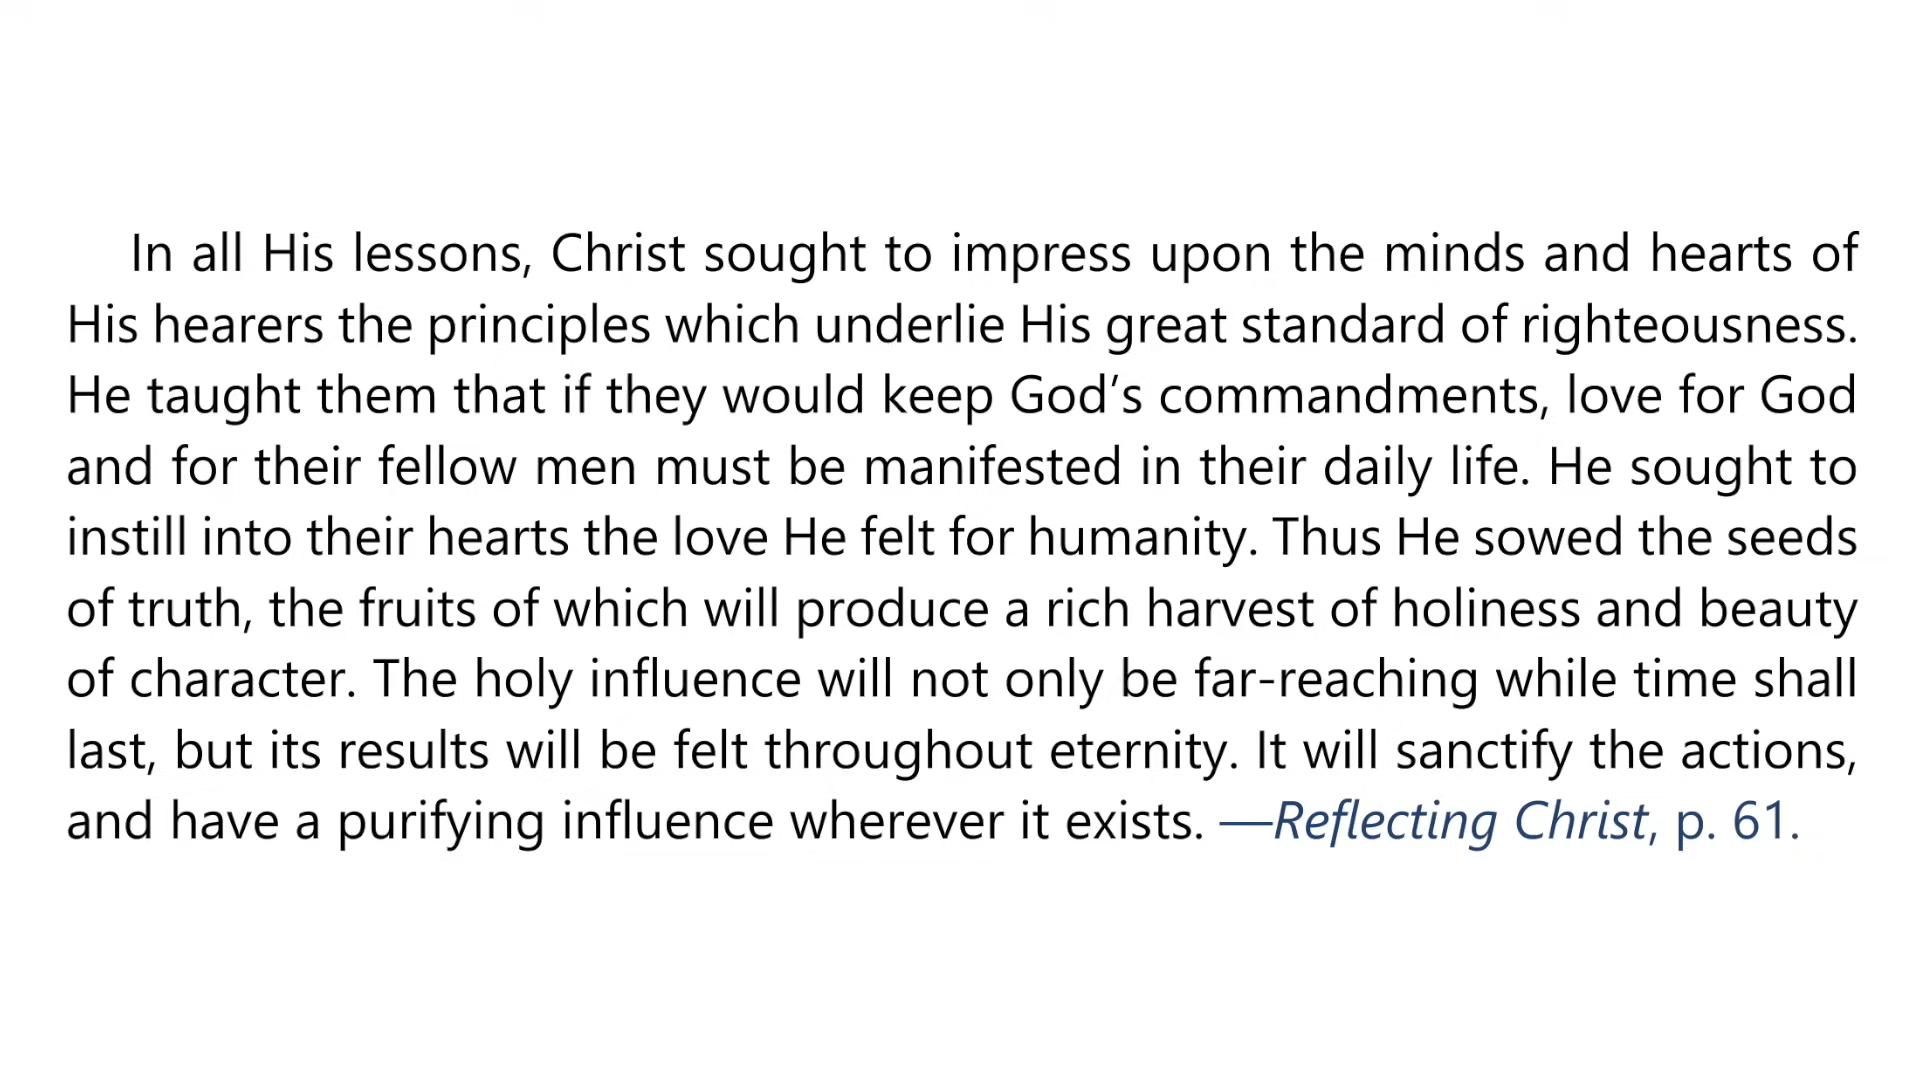 In all His lessons, Christ sought to impress upon the minds and hearts of
His hearers the principles which underlie His great standard of righteousness.
He taught them that if they would keep God’s commandments, love for God
and for their fellow men must be manifested in their daily life. He sought to
instill into their hearts the love He felt for humanity. Thus He sowed the seeds
of truth, the fruits of which will produce a rich harvest of holiness and beauty
of character. The holy influence will not only be far-reaching while time shall
last, but its results will be felt throughout eternity. It will sanctify the actions,
and have a purifying influence wherever it exists. —Reflecting Christ, p. 61.